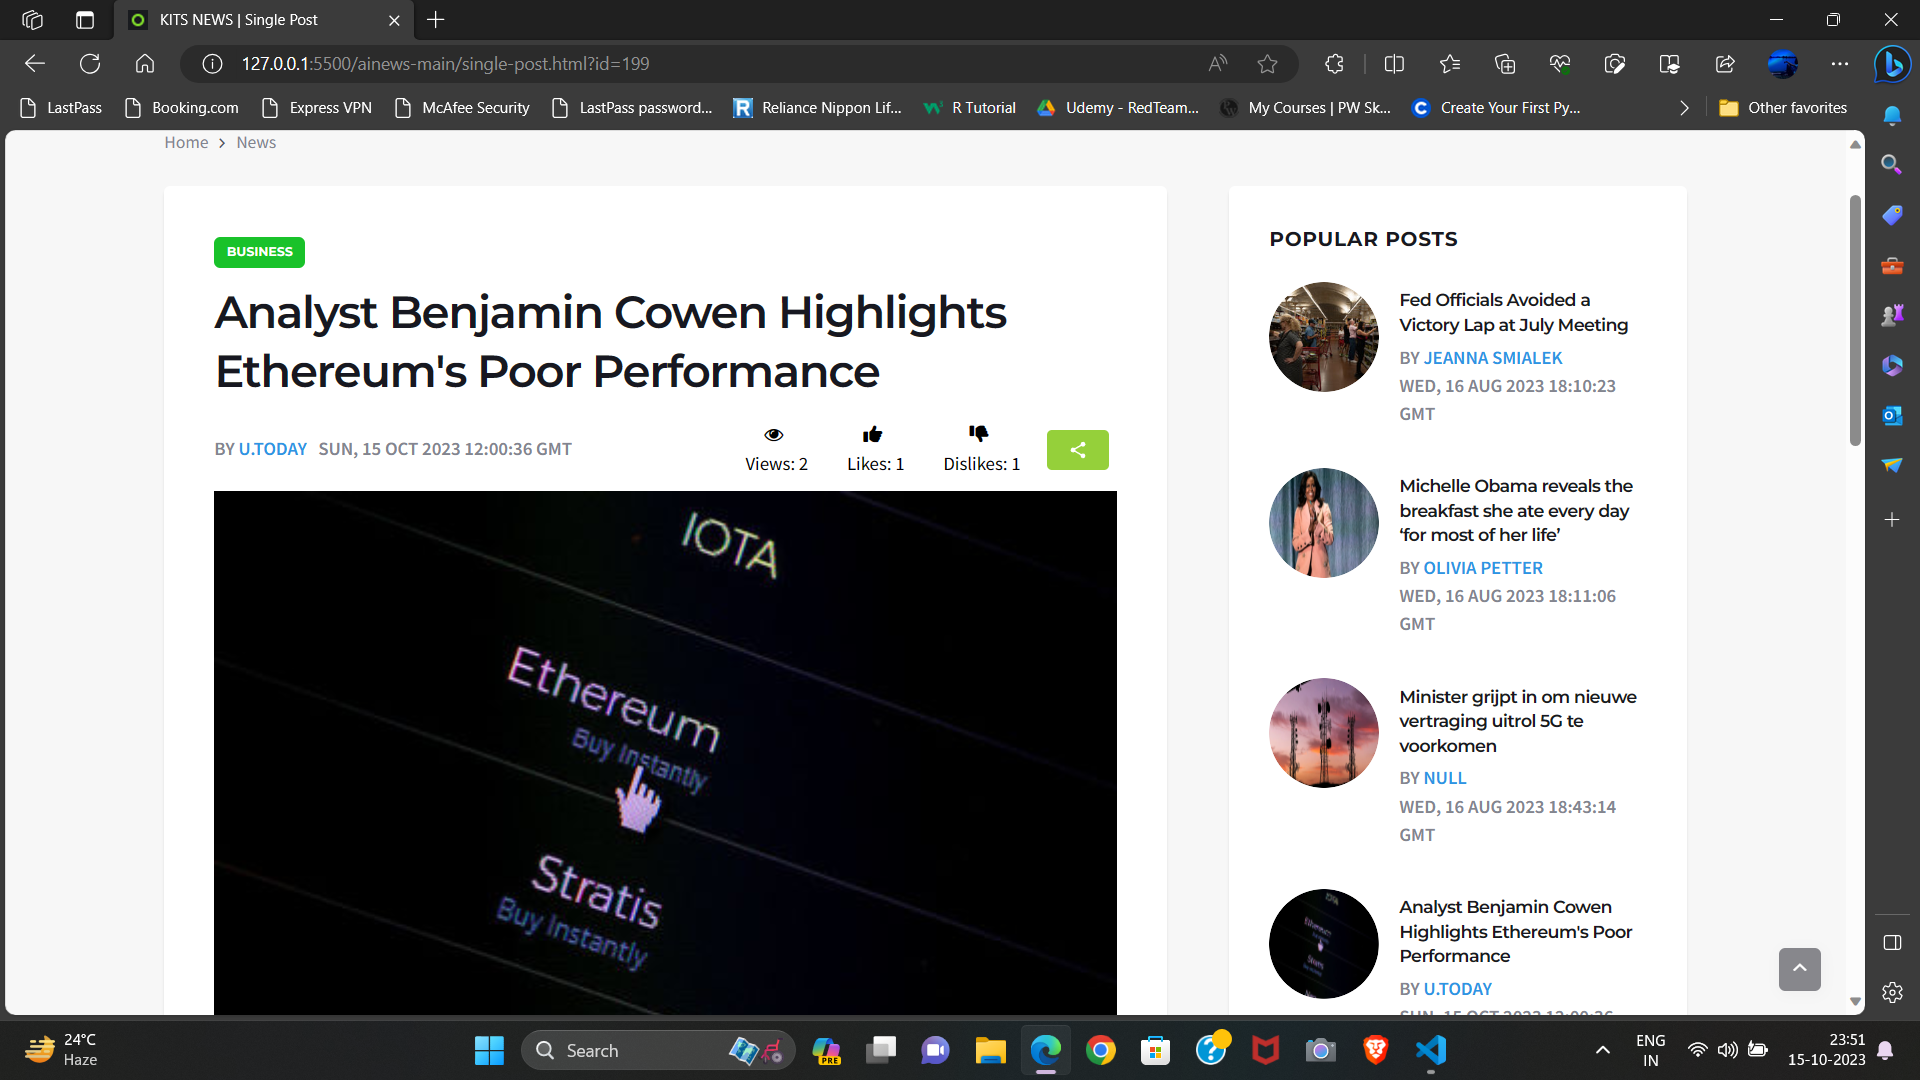 KITS NEWS | Single Post
127.0.0.1:5500/ainews-main/single-post.html?id=199
LastPass
Booking.com
Express VPN
McAfee Security
LastPass password...
Reliance Nippon Lif...
R Tutorial
Udemy - RedTeam...
My Courses | PW Sk...
Create Your First Py...
Other favorites
Home > News
BUSINESS
Analyst Benjamin Cowen Highlights
Ethereum's Poor Performance
BY U.TODAY SUN, 15 OCT 2023 12:00:36 GMT
Views: 2
Likes: 1
Dislikes: 1
IOTA
Ethereum
Buy Instantly
Stratis
Buy Instantly
POPULAR POSTS
Fed Officials Avoided a
Victory Lap at July Meeting
BY JEANNA SMIALEK
WED, 16 AUG 2023 18:10:23
GMT
Michelle Obama reveals the
breakfast she ate every day
‘for most of her life’
BY OLIVIA PETTER
WED, 16 AUG 2023 18:11:06
GMT
Minister grijpt in om nieuwe
vertraging uitrol 5G te
voorkomen
BY NULL
WED, 16 AUG 2023 18:43:14
GMT
Analyst Benjamin Cowen
Highlights Ethereum's Poor
Performance
BY U.TODAY
SUN, 15 OCT 2023 12:00:36
24°C
Haze
Search
PRE
ENG
IN
23:51
15-10-2023